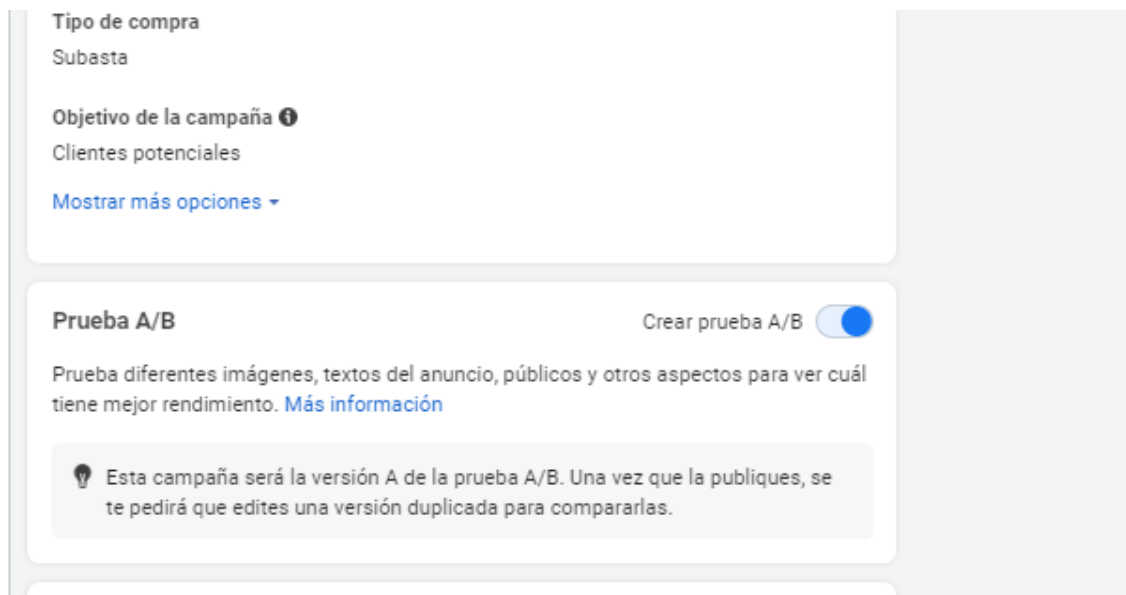 Tipo de compra
Subasta
Objetivo de la campaña
Clientes potenciales
Mostrar más opciones
Prueba A/B
Crear prueba A/B
Prueba diferentes imágenes, textos del anuncio, públicos y otros aspectos para ver cuál
tiene mejor rendimiento. Más información
Esta campaña será la versión A de la prueba A/B. Una vez que la publiques, se
te pedirá que edites una versión duplicada para compararlas.